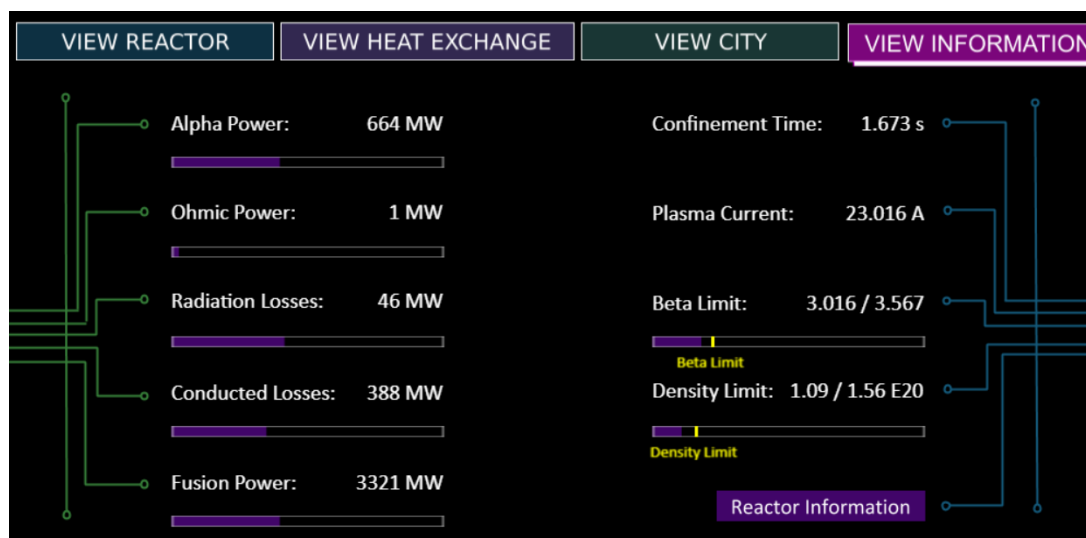 VIEW REACTOR
VIEW HEAT EXCHANGE
VIEW CITY
VIEW INFORMATION
Alpha Power: 664 MW
Ohmic Power: 1 MW
Radiation Losses: 46 MW
Conducted Losses: 388 MW
Fusion Power: 3321 MW
Confinement Time: 1.673 s
Plasma Current: 23.016 A
Beta Limit: 3.016 / 3.567
Beta Limit
Density Limit: 1.09 / 1.56 E20
Density Limit
Reactor Information